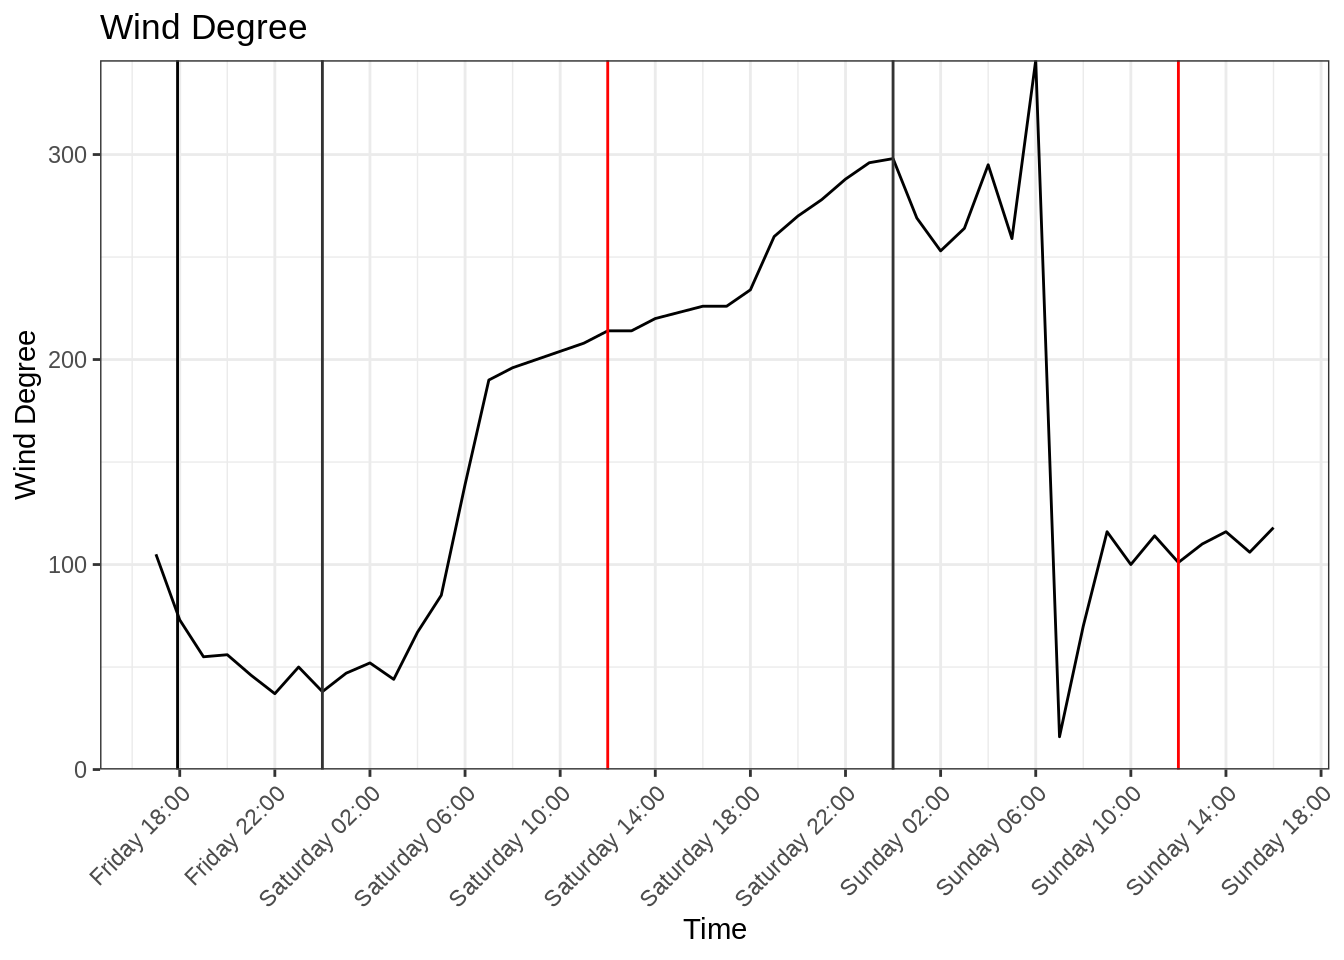 Wind Degree
Wind Degree
300
200
100
0
Friday 18:00
Friday 22:00
Saturday 02:00
Saturday 06:00
Saturday 10:00
Saturday 14:00
Saturday 18:00
Saturday 22:00
Sunday 02:00
Sunday 06:00
Sunday 10:00
Sunday 14:00
Sunday 18:00
Time